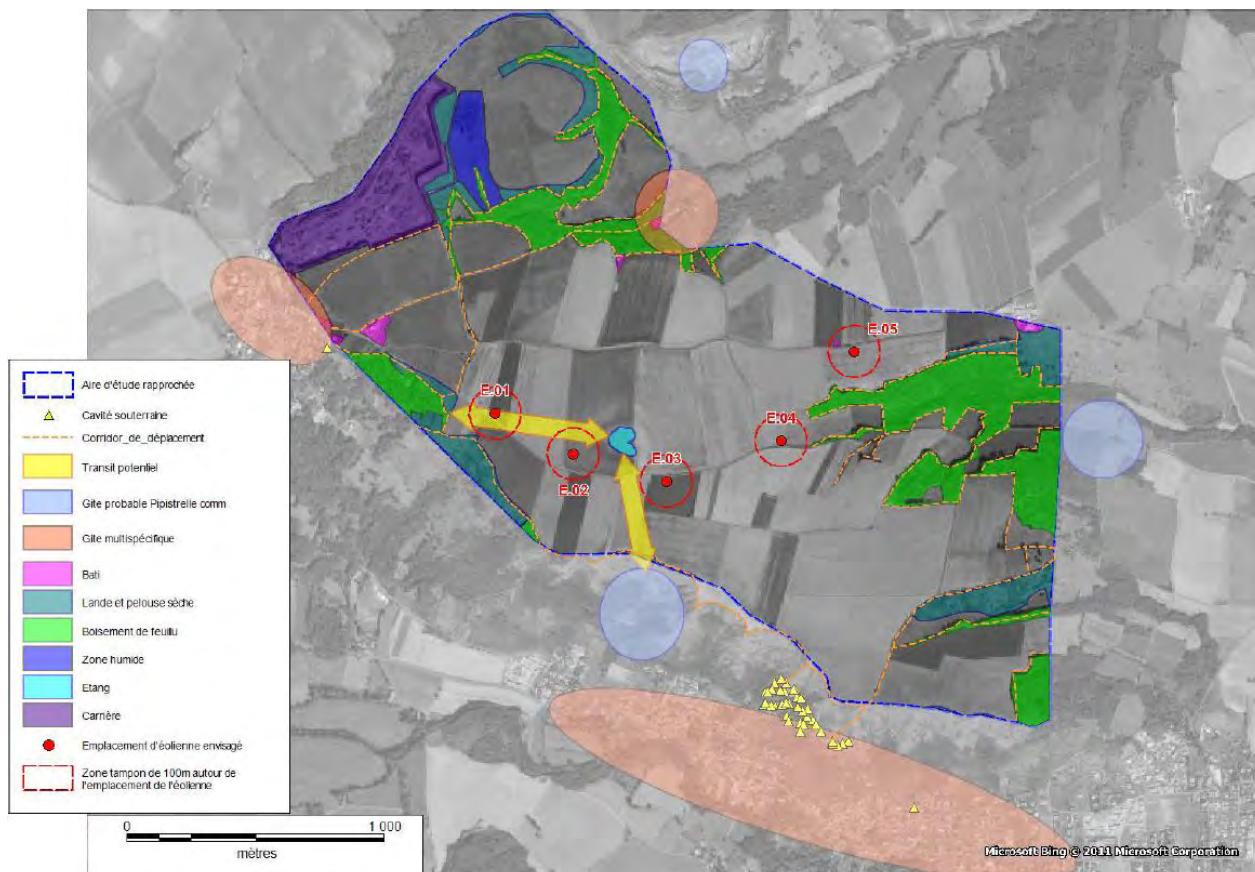 E.05
E.01
E.04
E.03
E.02
Aire d'étude rapprochée
Cavité souterraine
Corridor_de_déplacement
Transit potentiel
Gite probable Pipistrelle comm
Gite multispécifique
Bati
Lande et pelouse sèche
Boisement de feuillu
Zone humide
Etang
Carrière
Emplacement d'éolienne envisagé
Zone tampon de 100m autour de
l'emplacement de l'éolienne
0 1 000
mètres
Microsoft Bing © 2011 Microsoft Corporation